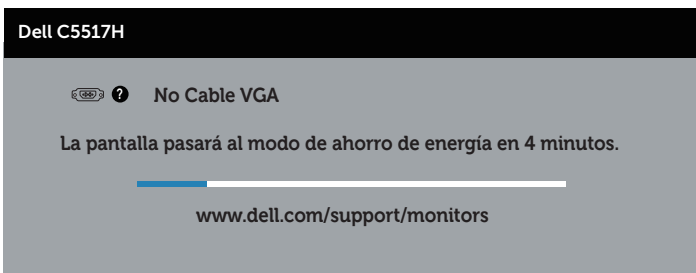 Dell C5517H
? No Cable VGA
La pantalla pasará al modo de ahorro de energía en 4 minutos.
www.dell.com/support/monitors